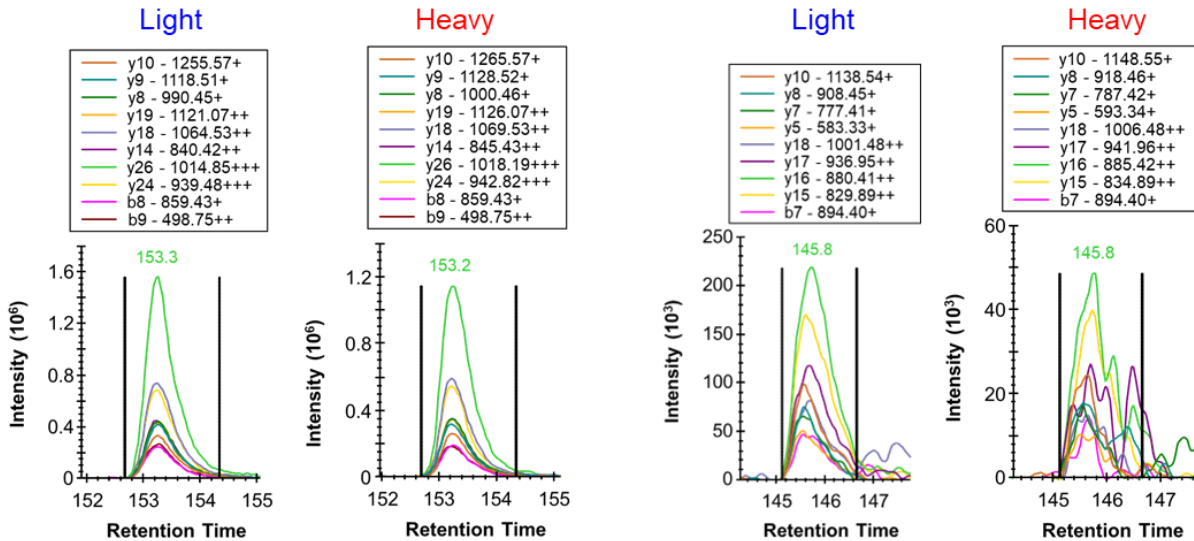 Light
Heavy
Light
Heavy
y10 - 1255.57+
y9 - 1118.51+
y8 - 990.45+
y19 - 1121.07++
y18 - 1064.53++
y14 - 840.42++
y26 - 1014.85+++
y24 - 939.48+++
b8 - 859.43+
b9 - 498.75++
y10 - 1265.57+
y9 - 1128.52+
y8 - 1000.46+
y19 - 1126.07++
y18 - 1069.53++
y14 - 845.43++
y26 - 1018.19+++
y24 - 942.82+++
b8 - 859.43+
b9 - 498.75++
y10 - 1138.54+
y8 - 908.45+
y7 - 777.41+
y5 - 583.33+
y18 - 1001.48++
y17 - 936.95++
y16 - 880.41++
y15 - 829.89++
b7 - 894.40+
y10 - 1148.55+
y8 - 918.46+
y7 - 787.42+
y5 - 593.34+
y18 - 1006.48++
y17 - 941.96++
y16 - 885.42++
y15 - 834.89++
b7 - 894.40+
Intensity (10⁶)
1.6
1.2
0.8
0.4
0
153.3
152 153 154 155
Retention Time
Intensity (10⁶)
1.2
0.8
0.4
0
153.2
152 153 154 155
Retention Time
Intensity (10³)
250
200
150
100
50
0
145.8
145 146 147
Retention Time
Intensity (10³)
60
40
20
0
145.8
145 146 147
Retention Time